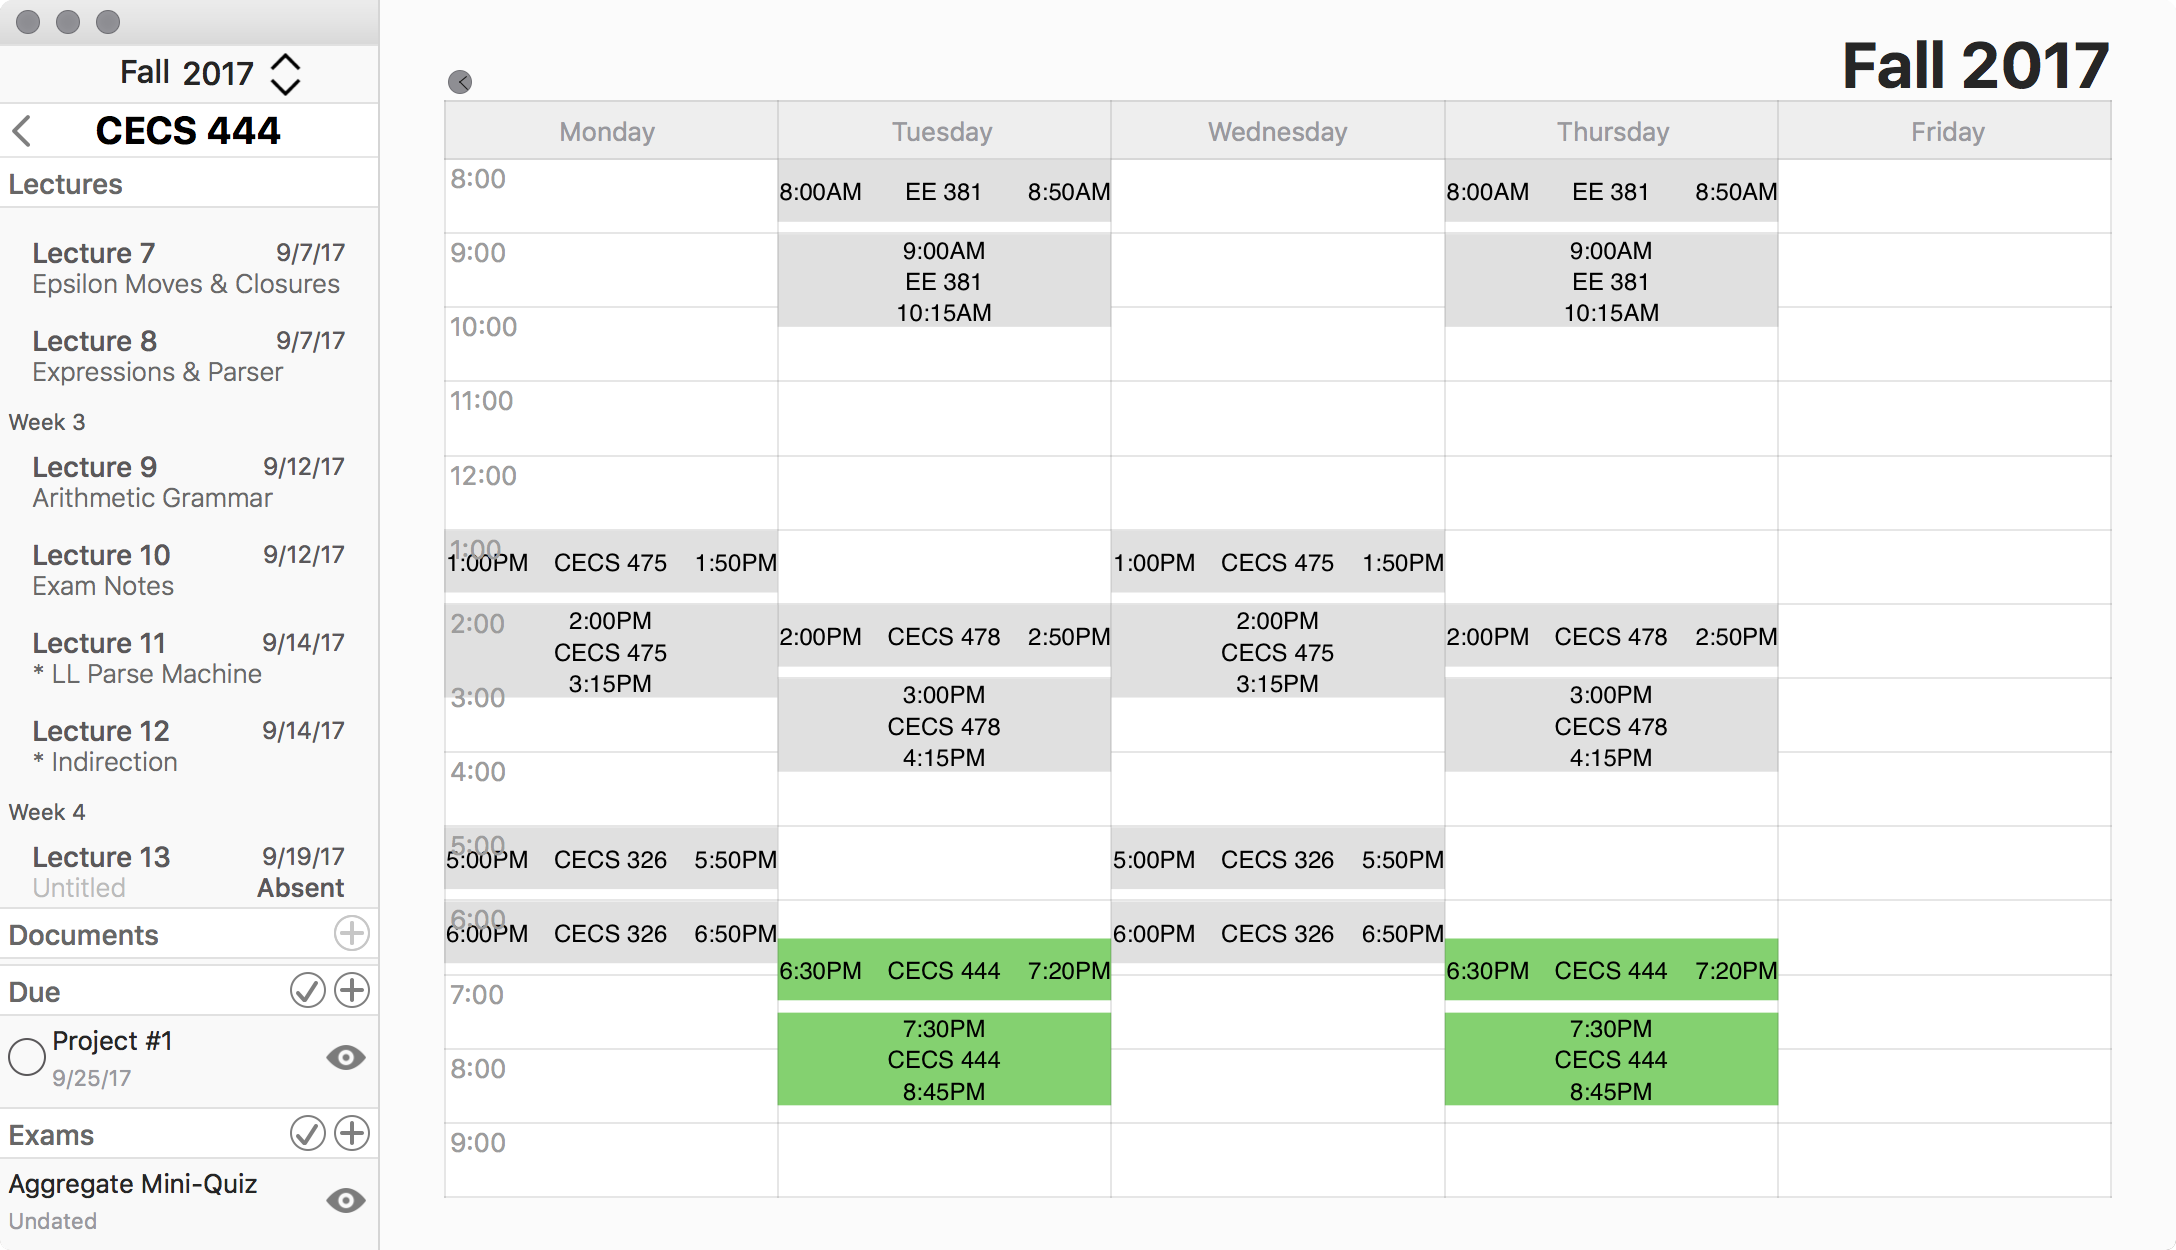 Fall 2017
CECS 444
Lectures
Lecture 7 9/7/17
Epsilon Moves & Closures
Lecture 8 9/7/17
Expressions & Parser
Week 3
Lecture 9 9/12/17
Arithmetic Grammar
Lecture 10 9/12/17
Exam Notes
Lecture 11 9/14/17
* LL Parse Machine
Lecture 12 9/14/17
* Indirection
Week 4
Lecture 13 9/19/17
Untitled Absent
Documents
Due
Project #1
9/25/17
Exams
Aggregate Mini-Quiz
Undated
Fall 2017
Monday Tuesday Wednesday Thursday Friday
8:00
8:00AM EE 381 8:50AM
8:00AM EE 381 8:50AM
9:00
9:00AM
EE 381
10:15AM
9:00AM
EE 381
10:15AM
10:00
11:00
12:00
1:00
1:00PM CECS 475 1:50PM
1:00PM CECS 475 1:50PM
2:00
2:00PM
CECS 475
3:15PM
2:00PM CECS 478 2:50PM
2:00PM
CECS 475
3:15PM
2:00PM CECS 478 2:50PM
3:00
3:00PM
CECS 478
4:15PM
3:00PM
CECS 478
4:15PM
4:00
5:00
5:00PM CECS 326 5:50PM
5:00PM CECS 326 5:50PM
6:00
6:00PM CECS 326 6:50PM
6:00PM CECS 326 6:50PM
6:30PM CECS 444 7:20PM
6:30PM CECS 444 7:20PM
7:00
7:30PM
CECS 444
8:45PM
7:30PM
CECS 444
8:45PM
8:00
9:00